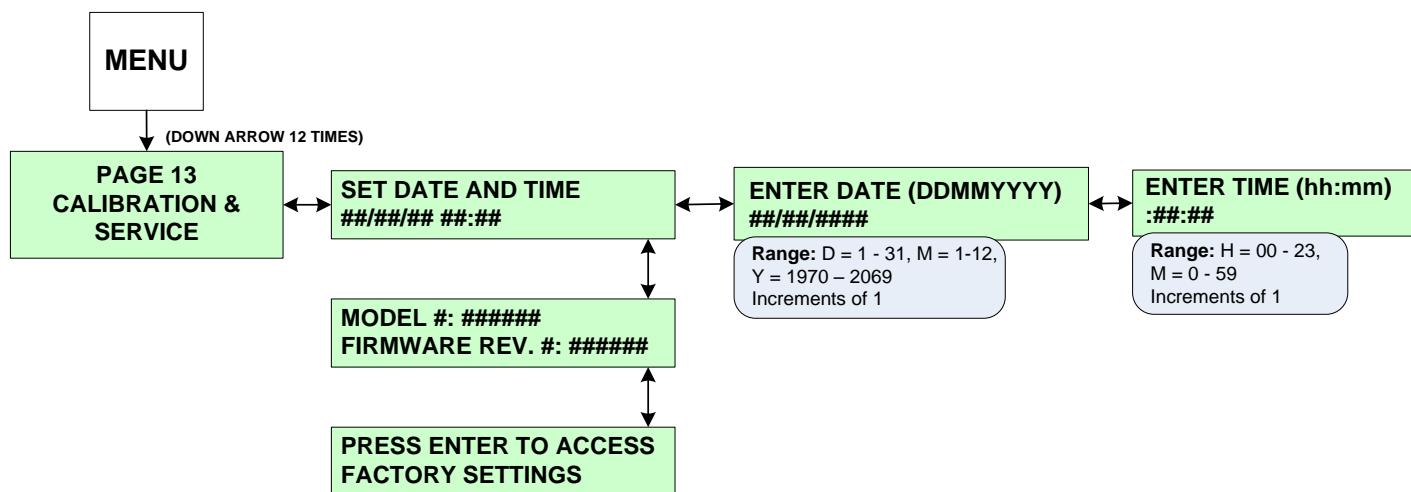 MENU
(DOWN ARROW 12 TIMES)
PAGE 13
CALIBRATION &
SERVICE
SET DATE AND TIME
##/##/## ##:##
ENTER DATE (DDMMYYYY)
##/##/####
Range: D = 1 - 31, M = 1-12,
Y = 1970 – 2069
Increments of 1
ENTER TIME (hh:mm)
:##:##
Range: H = 00 - 23,
M = 0 - 59
Increments of 1
MODEL #: ######
FIRMWARE REV. #: ######
PRESS ENTER TO ACCESS
FACTORY SETTINGS